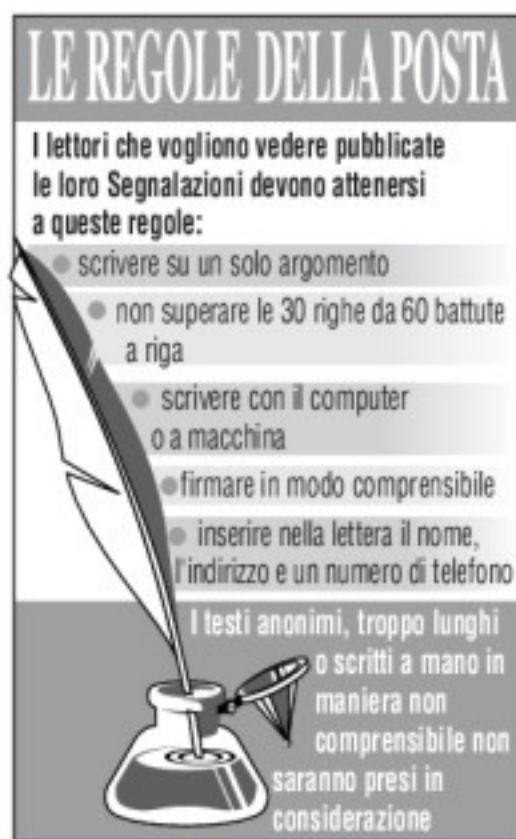 LE REGOLE DELLA POSTA
I lettori che vogliono vedere pubblicate
le loro Segnalazioni devono attenersi
a queste regole:
● scrivere su un solo argomento
● non superare le 30 righe da 60 battute
a riga
● scrivere con il computer
o a macchina
● firmare in modo comprensibile
● inserire nella lettera il nome,
l'indirizzo e un numero di telefono
I testi anonimi, troppo lunghi
o scritti a mano in
maniera non
comprensibile non
saranno presi in
considerazione